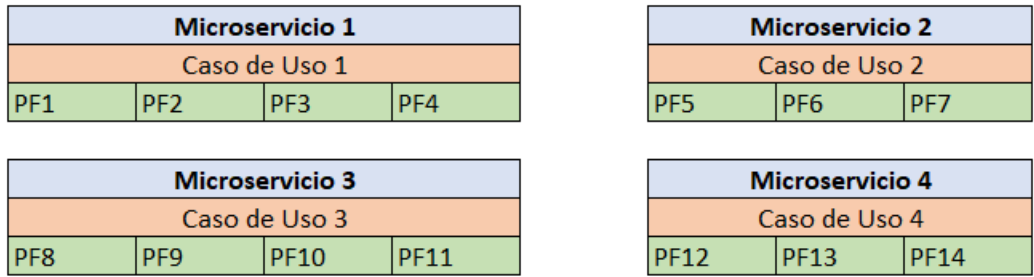 Microservicio 1
Caso de Uso 1
PF1 PF2 PF3 PF4
Microservicio 2
Caso de Uso 2
PF5 PF6 PF7
Microservicio 3
Caso de Uso 3
PF8 PF9 PF10 PF11
Microservicio 4
Caso de Uso 4
PF12 PF13 PF14